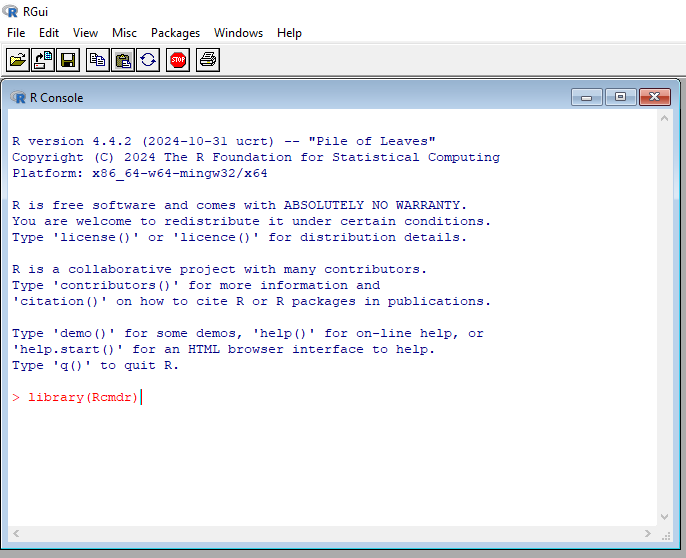 RGui
File Edit View Misc Packages Windows Help
STOP
R Console
R version 4.4.2 (2024-10-31 ucrt) -- "Pile of Leaves"
Copyright (C) 2024 The R Foundation for Statistical Computing
Platform: x86_64-w64-mingw32/x64
R is free software and comes with ABSOLUTELY NO WARRANTY.
You are welcome to redistribute it under certain conditions.
Type 'license()' or 'licence()' for distribution details.
R is a collaborative project with many contributors.
Type 'contributors()' for more information and
'citation()' on how to cite R or R packages in publications.
Type 'demo()' for some demos, 'help()' for on-line help, or
'help.start()' for an HTML browser interface to help.
Type 'q()' to quit R.
> library(Rcmdr)